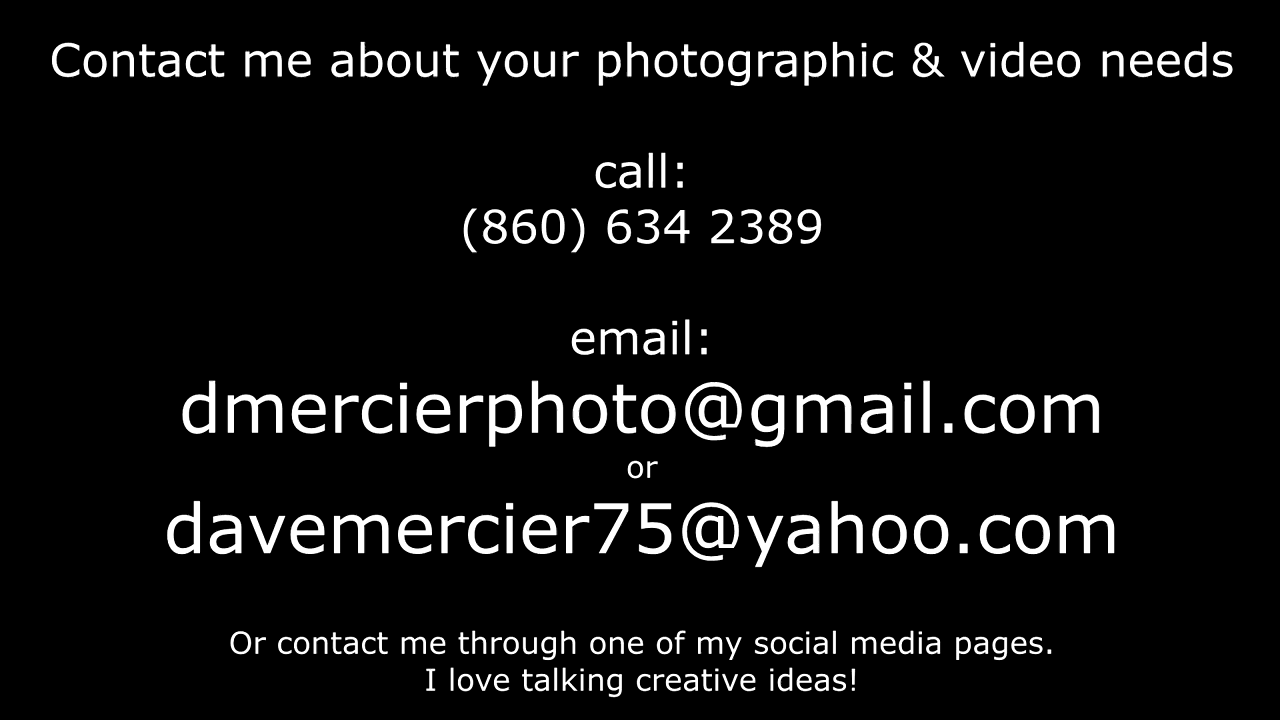 Contact me about your photographic & video needs
call:
(860) 634 2389
email:
dmercierphoto@gmail.com
or
davemercier75@yahoo.com
Or contact me through one of my social media pages.
I love talking creative ideas!